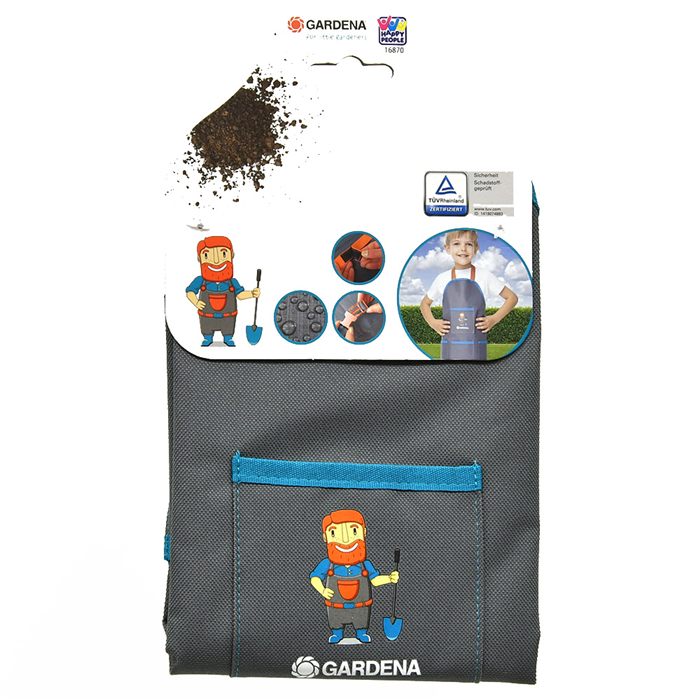 GARDENA
For little gardeners
HAPPY
PEOPLE
16870
Sicherheit
Schadstoff-
geprüft
TÜVRheinland
ZERTIFIZIERT
www.tuv.com
GARDENA